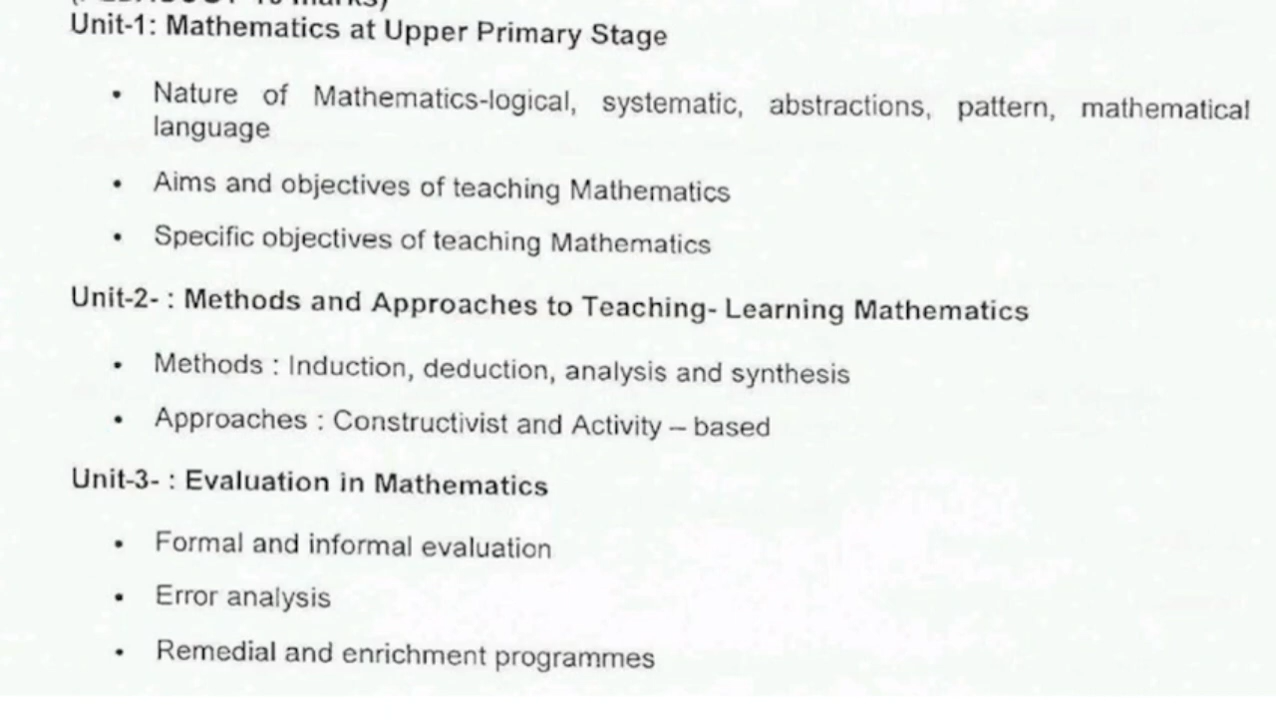 Unit-1: Mathematics at Upper Primary Stage
• Nature of Mathematics-logical, systematic, abstractions, pattern, mathematical
language
• Aims and objectives of teaching Mathematics
• Specific objectives of teaching Mathematics
Unit-2- : Methods and Approaches to Teaching- Learning Mathematics
• Methods : Induction, deduction, analysis and synthesis
• Approaches : Constructivist and Activity – based
Unit-3- : Evaluation in Mathematics
• Formal and informal evaluation
• Error analysis
• Remedial and enrichment programmes